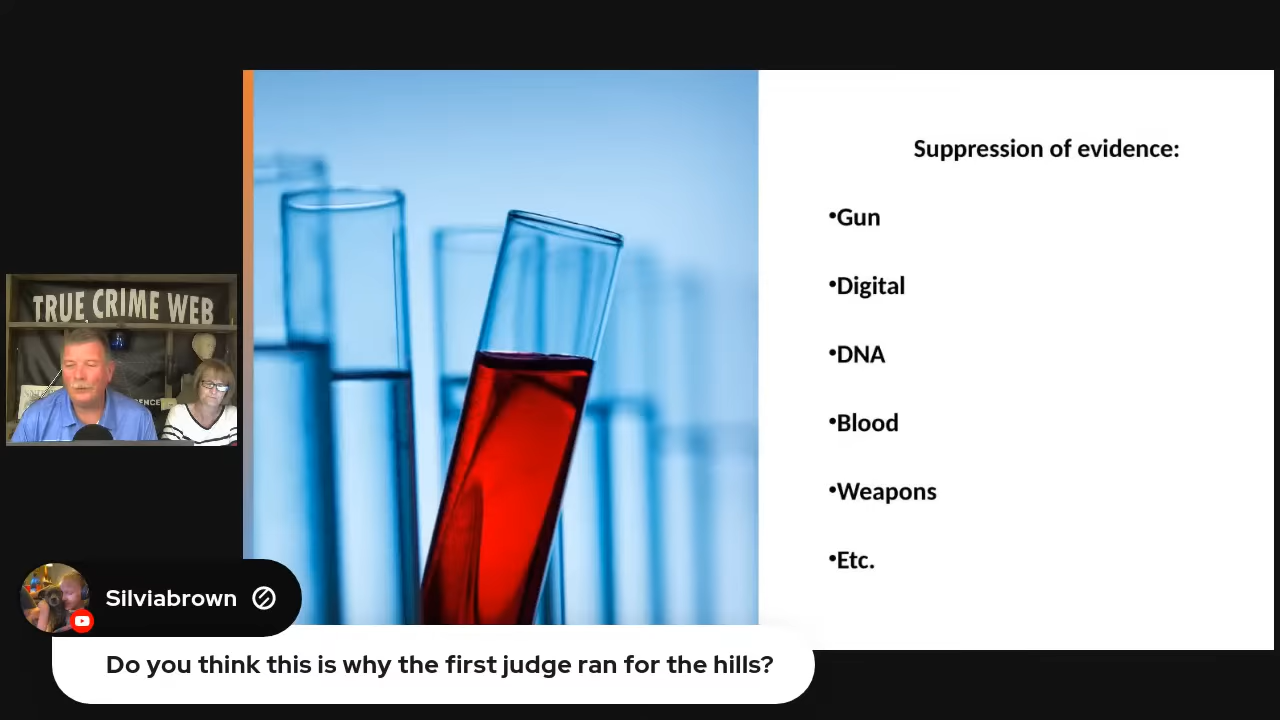 Suppression of evidence:
•Gun
•Digital
•DNA
•Blood
•Weapons
•Etc.
TRUE CRIME WEB
Silviabrown
Do you think this is why the first judge ran for the hills?